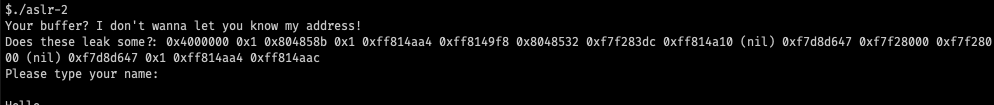 $./aslr-2
Your buffer? I don't wanna let you know my address!
Does these leak some?: 0x4000000 0x1 0x804858b 0x1 0xff814aa4 0xff8149f8 0x8048532 0xf7f283dc 0xff814a10 (nil) 0xf7d8d647 0xf7f28000 0xf7f280
00 (nil) 0xf7d8d647 0x1 0xff814aa4 0xff814aac
Please type your name:
Hello